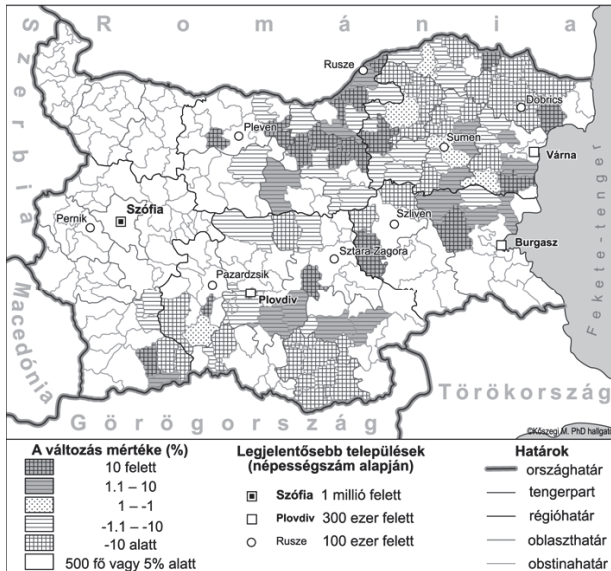 Románia
Szerbia
Macedónia
Görögország
Törökország
Fekete-tenger
Rusze
Dobrics
Pleven
Sumen
Várna
Szófia
Pernik
Szliven
Burgasz
Sztara-Zagora
Pazardzsik
Plovdiv
©Kőszegi M. PhD hallgató
A változás mértéke (%)
10 felett
1.1 – 10
1 – -1
-1.1 – -10
-10 alatt
500 fő vagy 5% alatt
Legjelentősebb települések
(népességszám alapján)
Szófia 1 millió felett
Plovdiv 300 ezer felett
Rusze 100 ezer felett
Határok
országhatár
tengerpart
régióhatár
oblaszthatár
obstinahatár